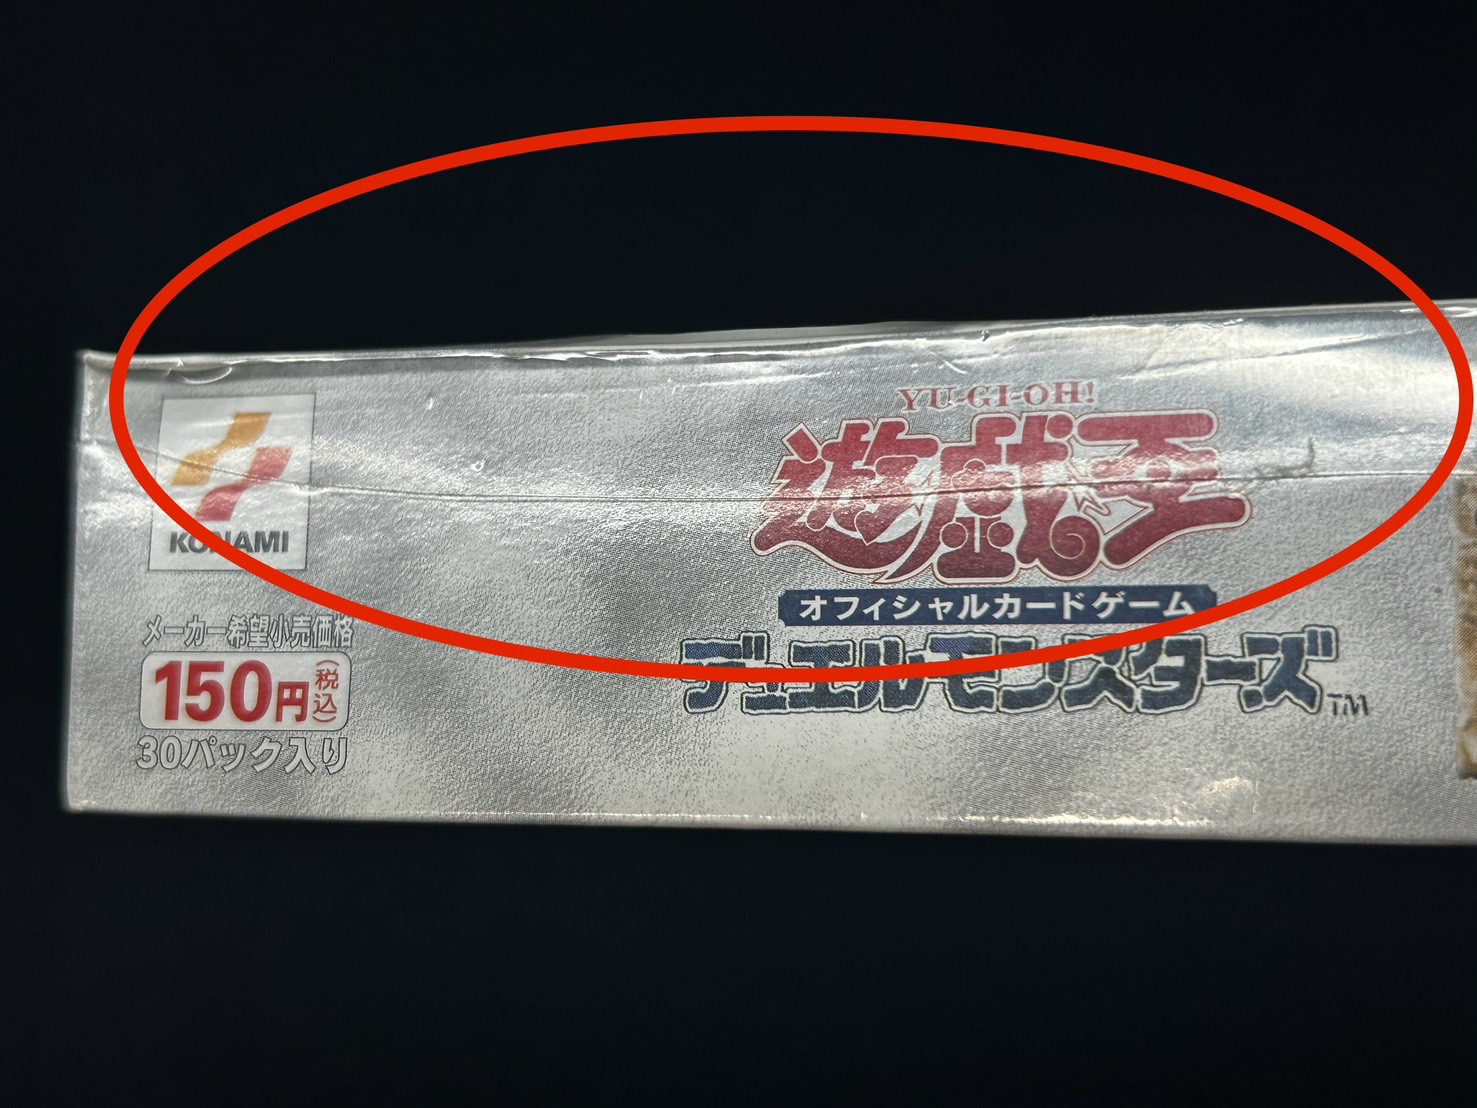 YU-GI-OH!
遊戯王
オフィシャルカードゲーム
デュエルモンスターズ™
KONAMI
メーカー希望小売価格
150円(税込)
30パック入り